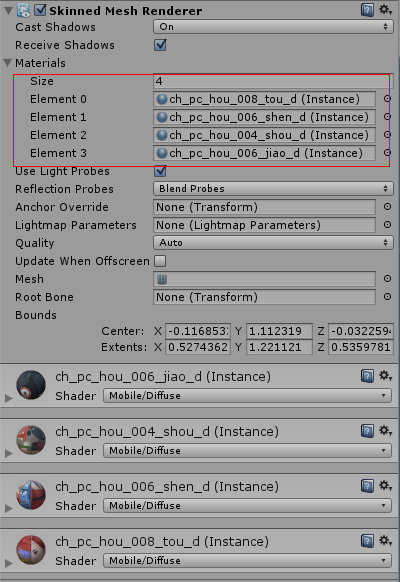 Skinned Mesh Renderer
Cast Shadows On
Receive Shadows
Materials
Size 4
Element 0 ch_pc_hou_008_tou_d (Instance)
Element 1 ch_pc_hou_006_shen_d (Instance)
Element 2 ch_pc_hou_004_shou_d (Instance)
Element 3 ch_pc_hou_006_jiao_d (Instance)
Use Light Probes
Reflection Probes Blend Probes
Anchor Override None (Transform)
Lightmap Parameters None (Lightmap Parameters)
Quality Auto
Update When Offscreen
Mesh
Root Bone None (Transform)
Bounds
Center: X -0.116853 Y 1.112319 Z -0.032259
Extents: X 0.5274362 Y 1.221121 Z 0.5359781
ch_pc_hou_006_jiao_d (Instance)
Shader Mobile/Diffuse
ch_pc_hou_004_shou_d (Instance)
Shader Mobile/Diffuse
ch_pc_hou_006_shen_d (Instance)
Shader Mobile/Diffuse
ch_pc_hou_008_tou_d (Instance)
Shader Mobile/Diffuse